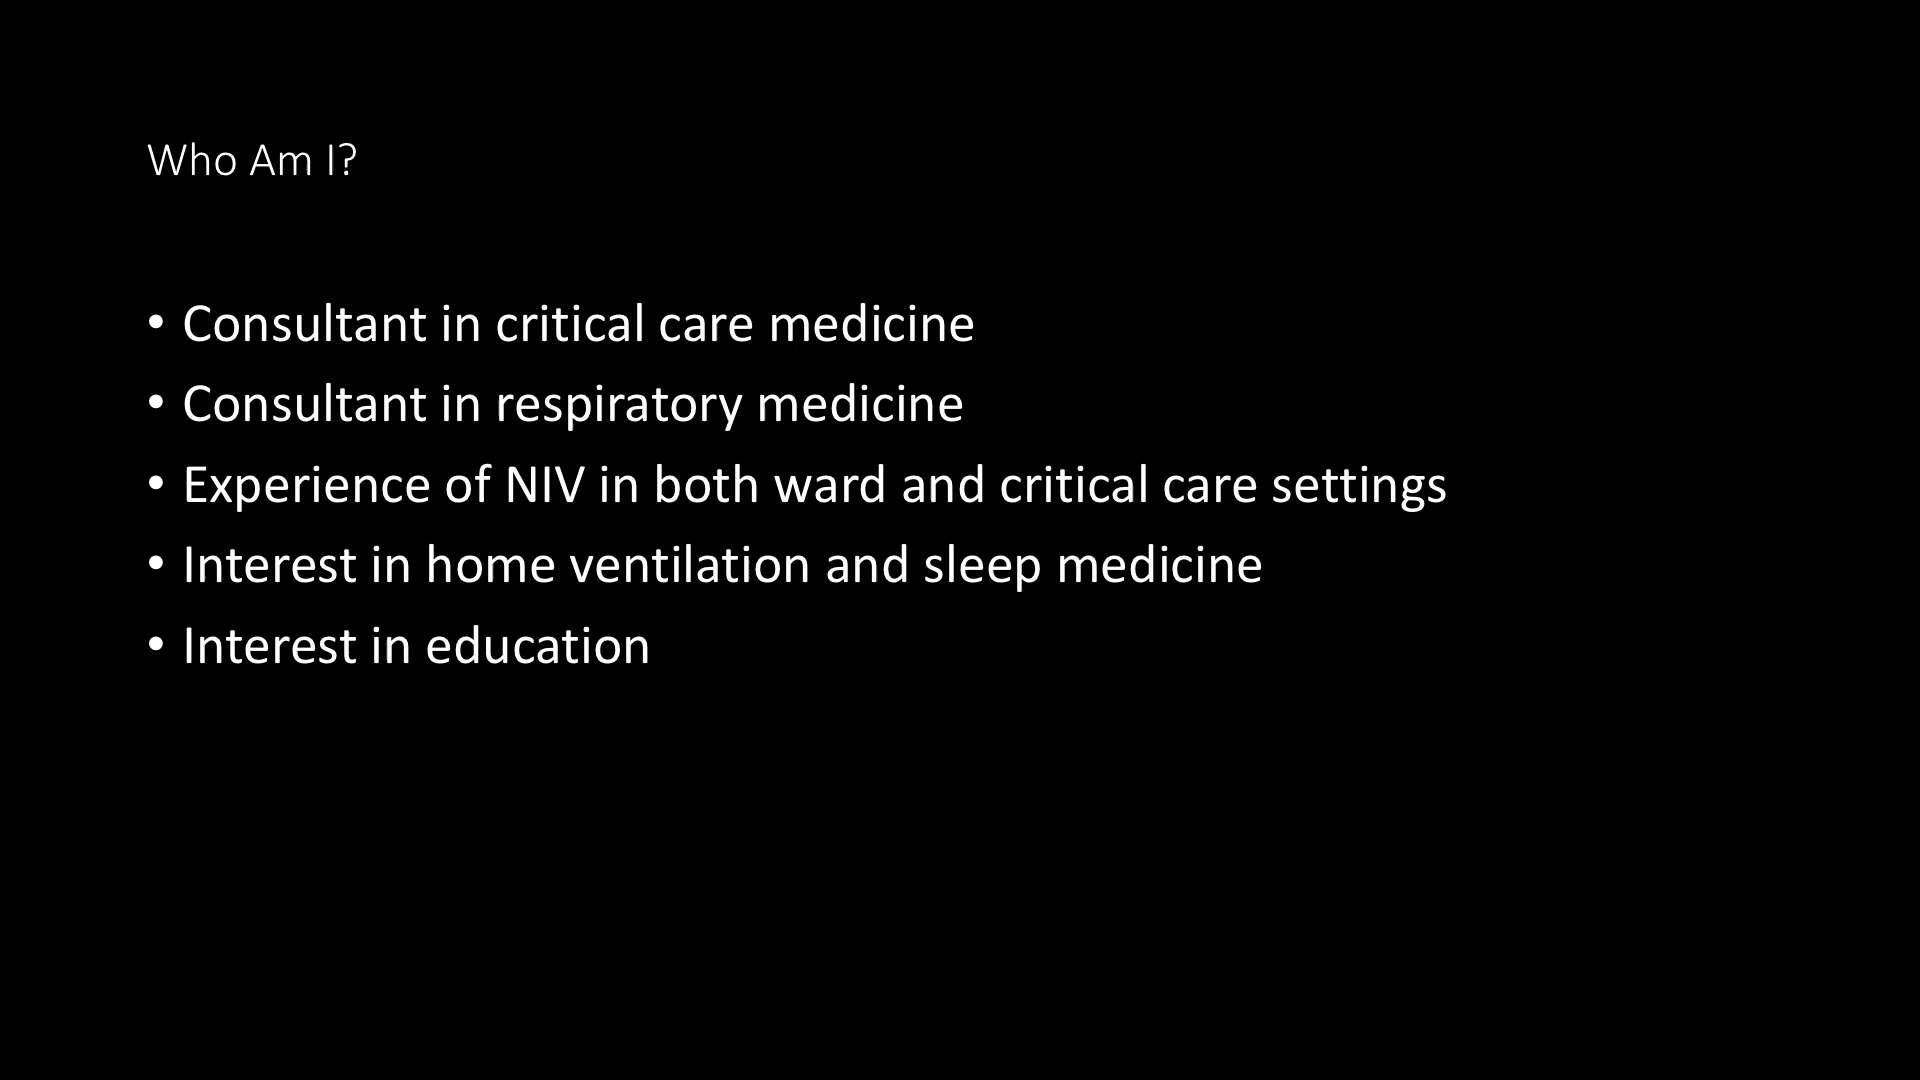 Who Am I?
• Consultant in critical care medicine
• Consultant in respiratory medicine
• Experience of NIV in both ward and critical care settings
• Interest in home ventilation and sleep medicine
• Interest in education